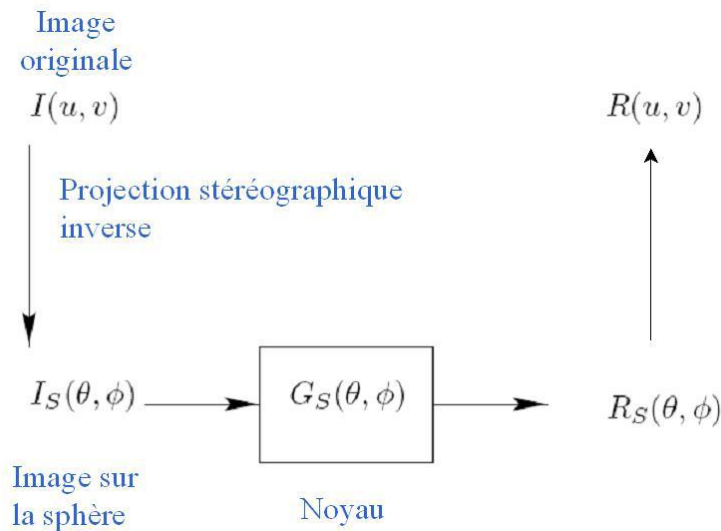 Image
originale
I(u, v)
R(u, v)
Projection stéréographique
inverse
I_S(θ, ϕ)
G_S(θ, ϕ)
R_S(θ, ϕ)
Image sur
la sphère
Noyau